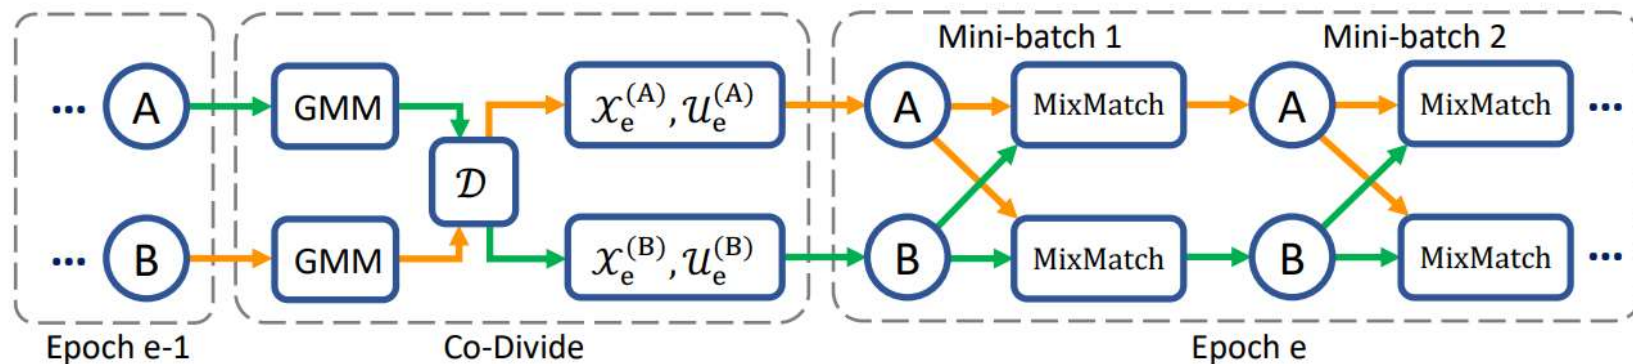 Mini-batch 1
Mini-batch 2
... A GMM 𝒳e(A), 𝒰e(A) A MixMatch A MixMatch ...
𝒟
... B GMM 𝒳e(B), 𝒰e(B) B MixMatch B MixMatch ...
Epoch e-1
Co-Divide
Epoch e